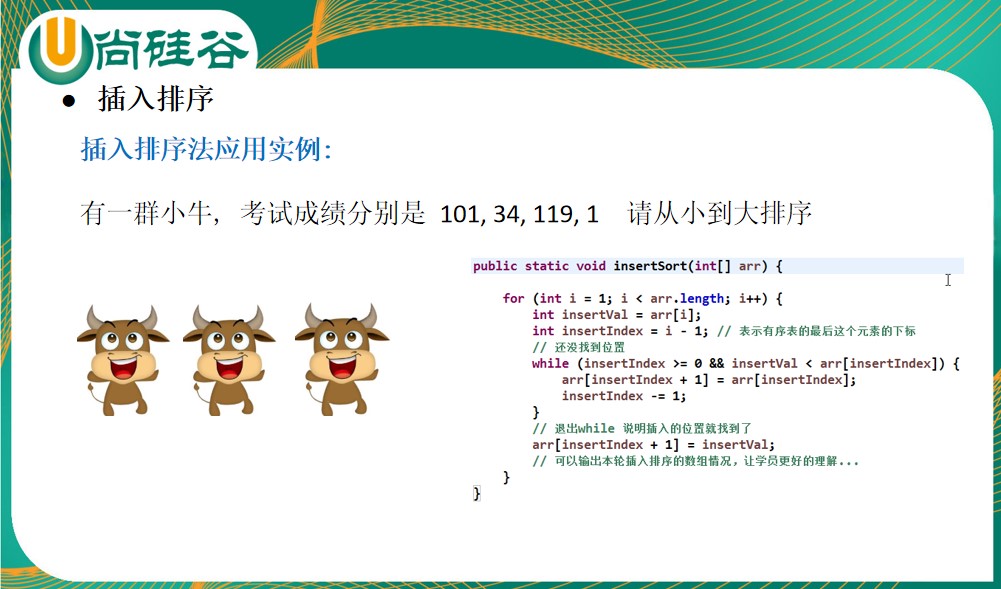 U尚硅谷
● 插入排序
插入排序法应用实例：
有一群小牛，考试成绩分别是 101, 34, 119, 1 请从小到大排序
public static void insertSort(int[] arr) {
for (int i = 1; i < arr.length; i++) {
int insertVal = arr[i];
int insertIndex = i - 1; // 表示有序表的最后这个元素的下标
// 还没找到位置
while (insertIndex >= 0 && insertVal < arr[insertIndex]) {
arr[insertIndex + 1] = arr[insertIndex];
insertIndex -= 1;
}
// 退出while 说明插入的位置就找到了
arr[insertIndex + 1] = insertVal;
// 可以输出本轮插入排序的数组情况，让学员更好的理解...
}
}